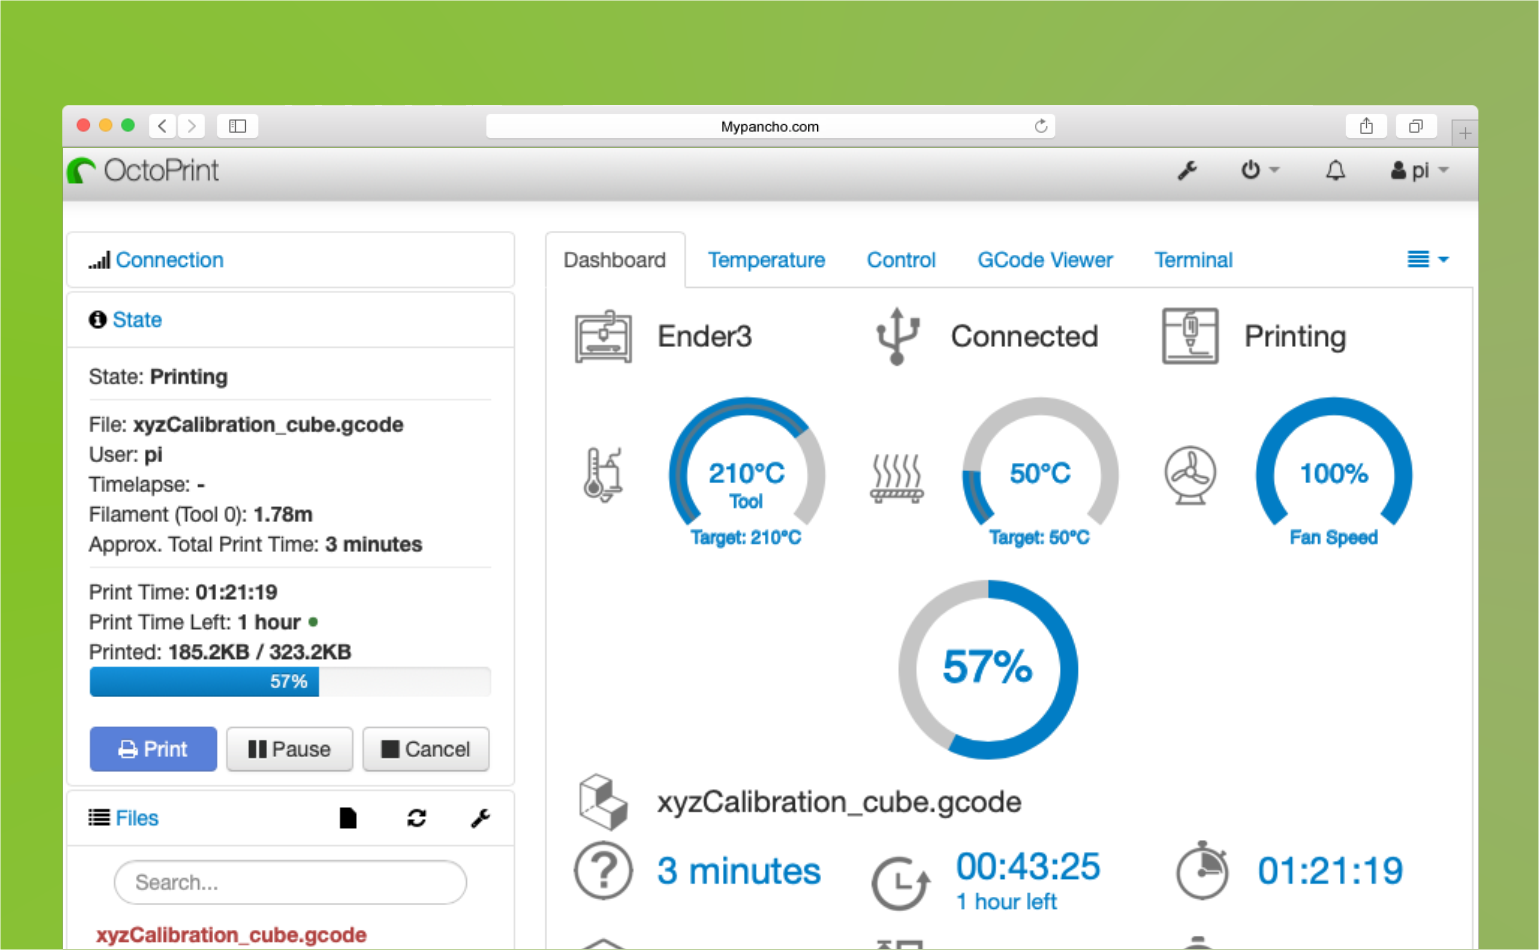 Mypancho.com
OctoPrint
pi
Connection
State
State: Printing
File: xyzCalibration_cube.gcode
User: pi
Timelapse: -
Filament (Tool 0): 1.78m
Approx. Total Print Time: 3 minutes
Print Time: 01:21:19
Print Time Left: 1 hour
Printed: 185.2KB / 323.2KB
57%
Print Pause Cancel
Files
Search...
xyzCalibration_cube.gcode
Dashboard Temperature Control GCode Viewer Terminal
Ender3 Connected Printing
210°C
Tool
Target: 210°C
50°C
Target: 50°C
100%
Fan Speed
57%
xyzCalibration_cube.gcode
3 minutes
00:43:25
1 hour left
01:21:19